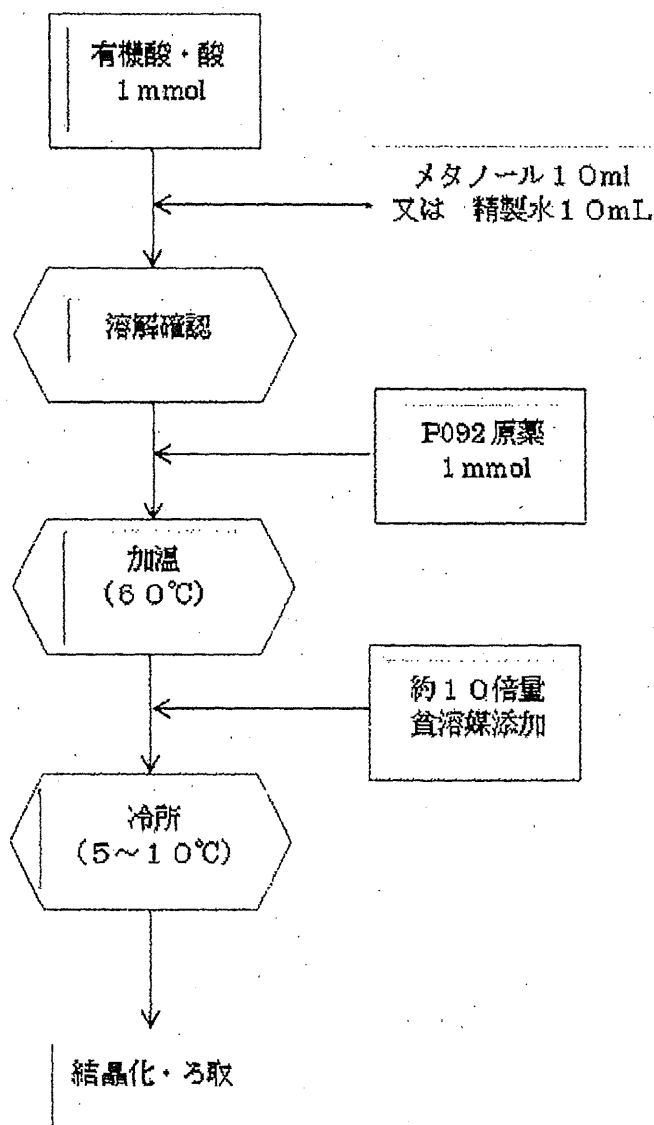 有機酸・酸
1 mmol
メタノール１０ml
又は 精製水１０mL
溶解確認
P092原薬
1 mmol
加温
(６０℃)
約１０倍量
貧溶媒添加
冷所
(5～１０℃)
結晶化・ろ取